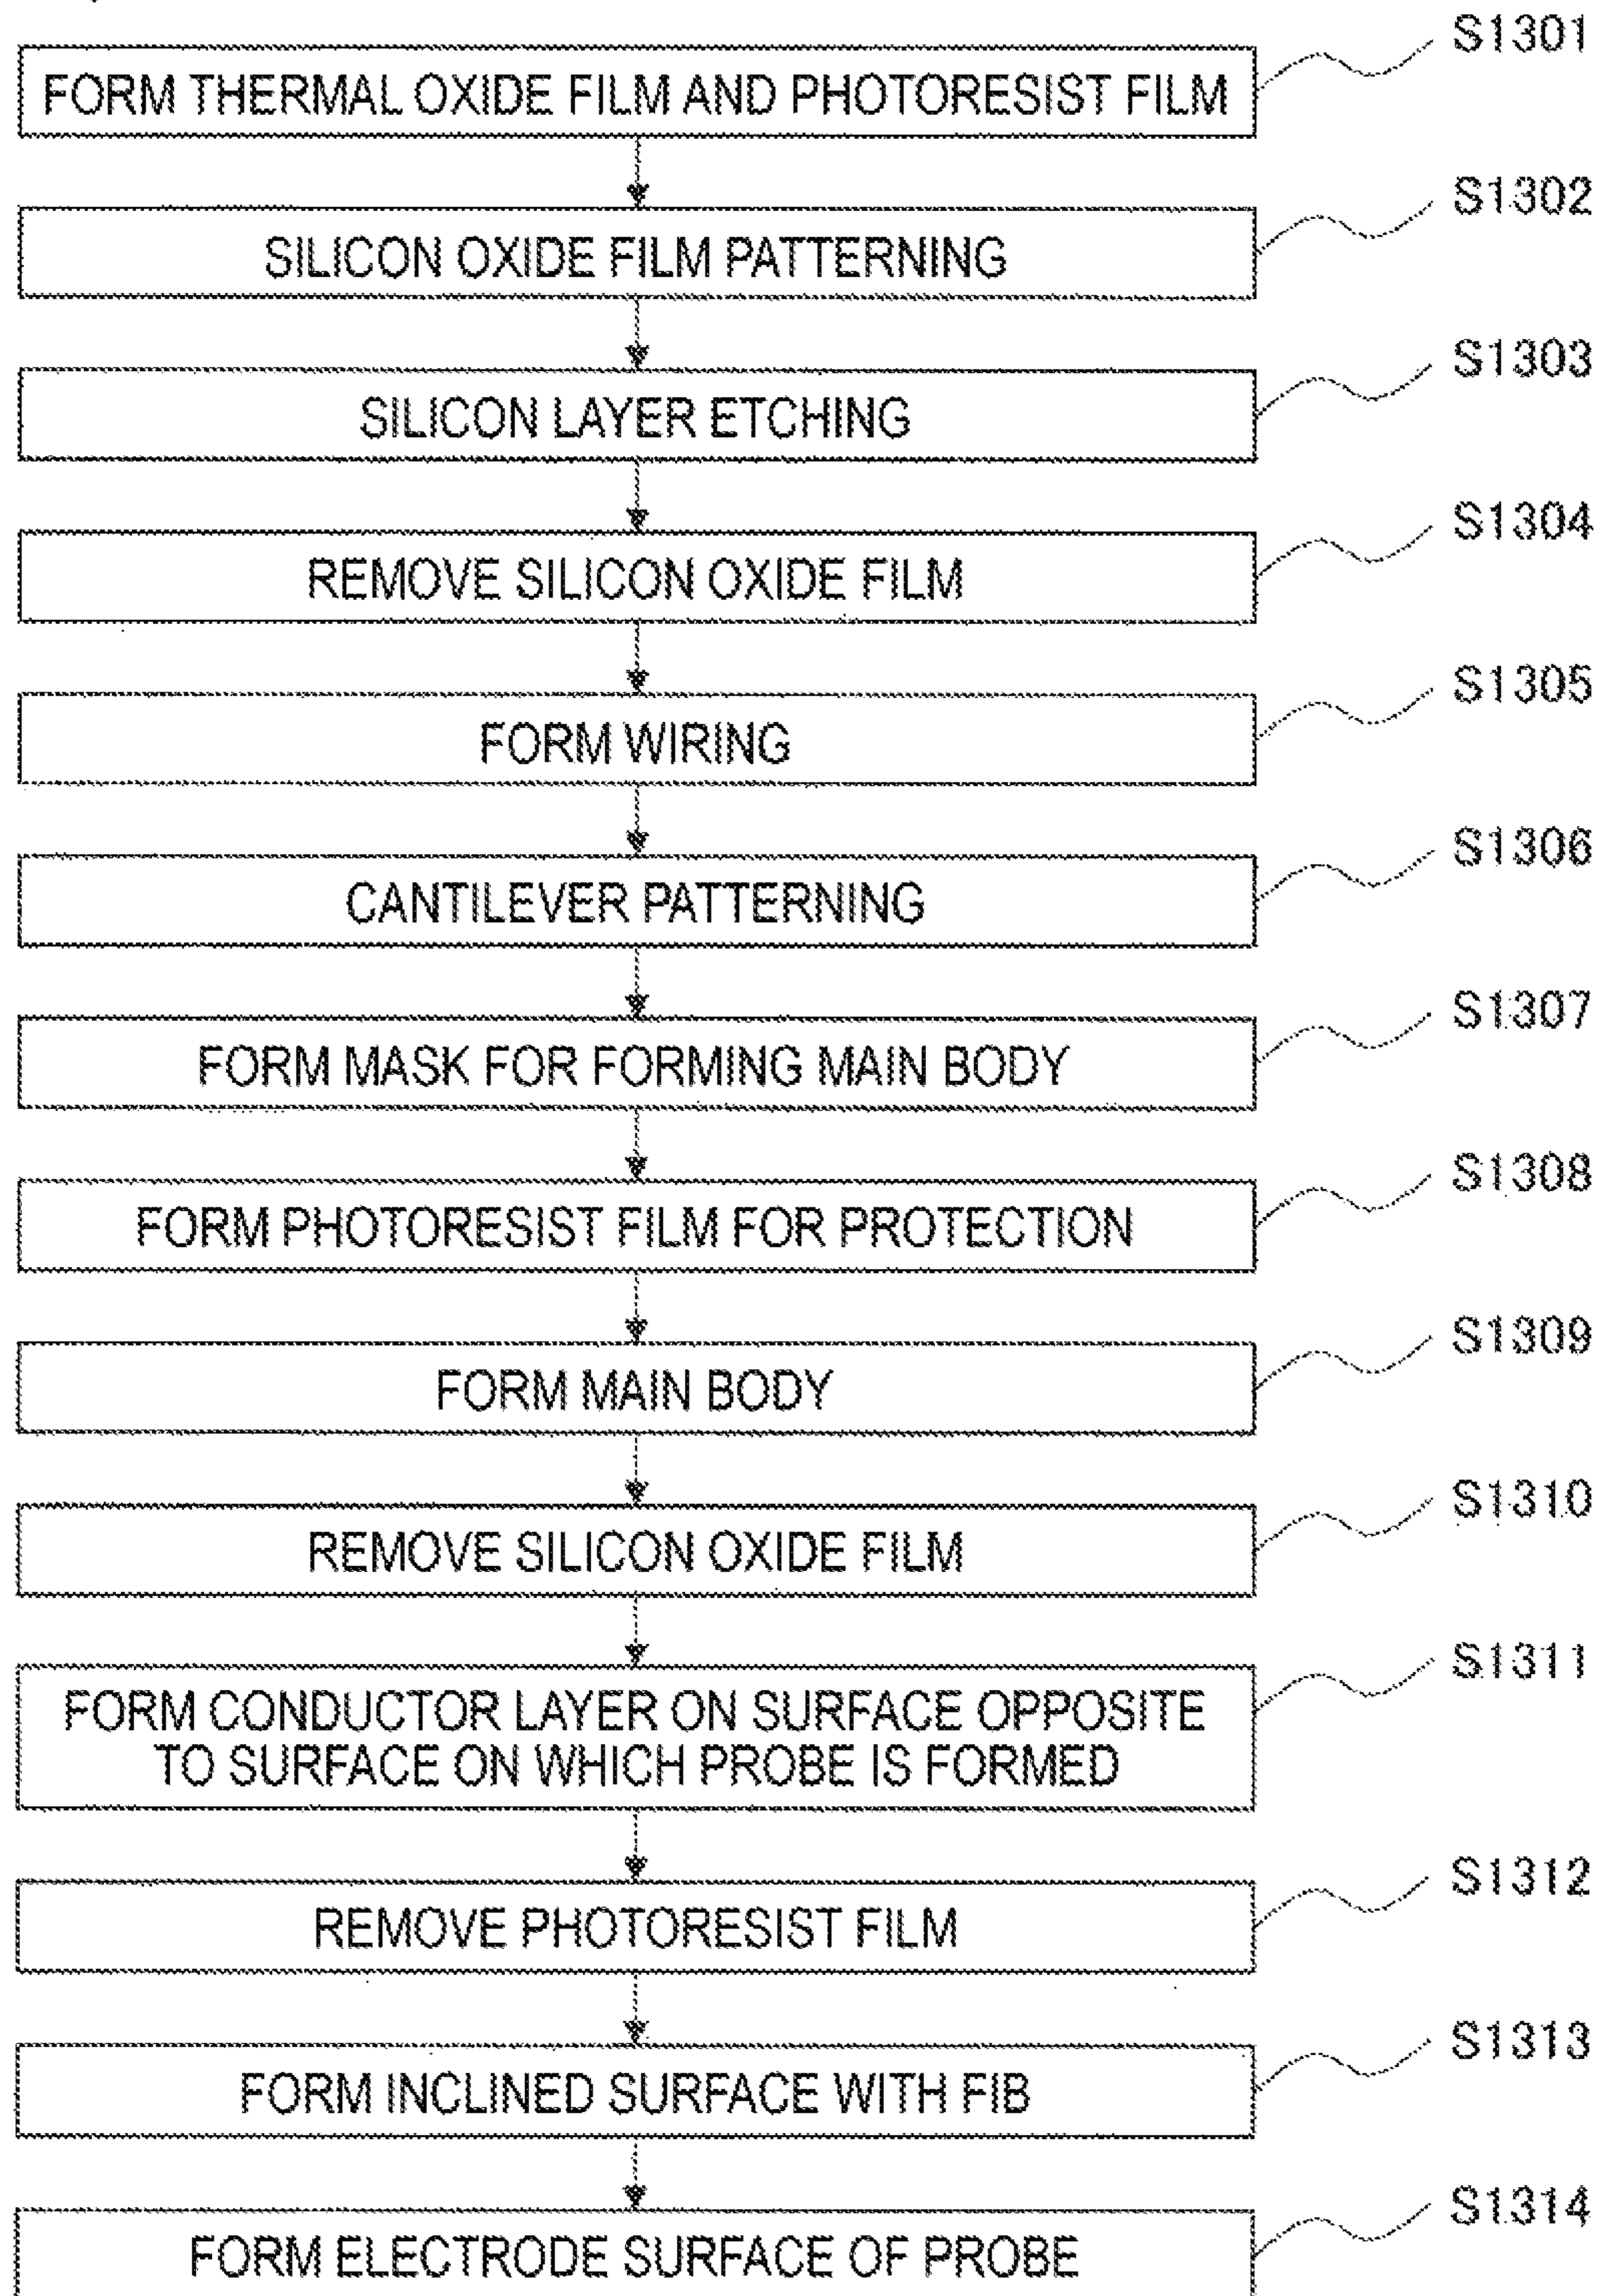 S1301
FORM THERMAL OXIDE FILM AND PHOTORESIST FILM
S1302
SILICON OXIDE FILM PATTERNING
S1303
SILICON LAYER ETCHING
S1304
REMOVE SILICON OXIDE FILM
S1305
FORM WIRING
S1306
CANTILEVER PATTERNING
S1307
FORM MASK FOR FORMING MAIN BODY
S1308
FORM PHOTORESIST FILM FOR PROTECTION
S1309
FORM MAIN BODY
S1310
REMOVE SILICON OXIDE FILM
S1311
FORM CONDUCTOR LAYER ON SURFACE OPPOSITE
TO SURFACE ON WHICH PROBE IS FORMED
S1312
REMOVE PHOTORESIST FILM
S1313
FORM INCLINED SURFACE WITH FIB
S1314
FORM ELECTRODE SURFACE OF PROBE